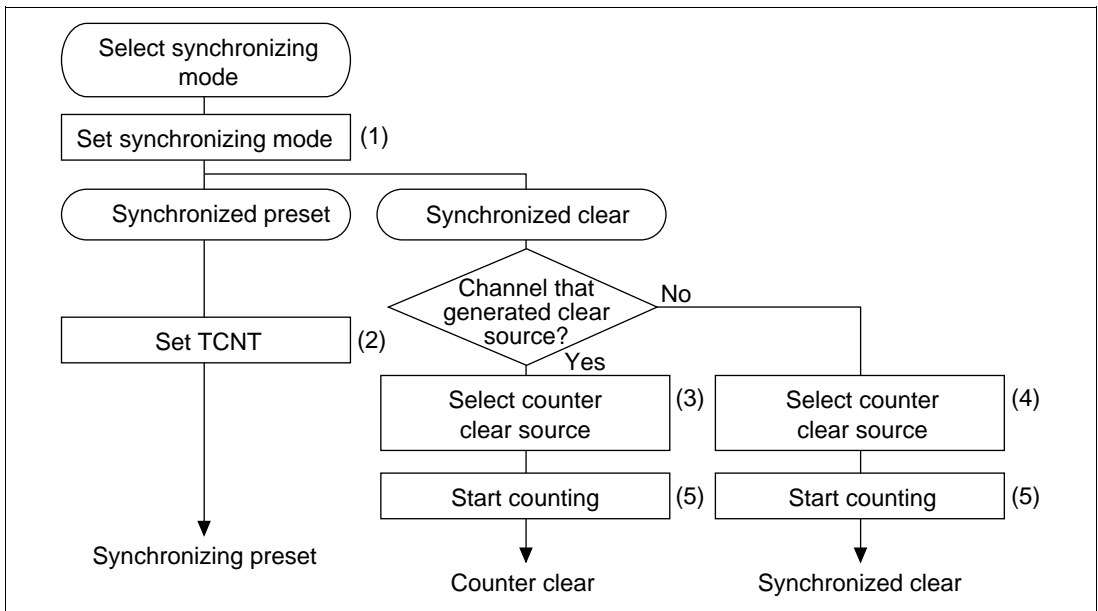 Select synchronizing
mode
Set synchronizing mode
(1)
Synchronized preset
Synchronized clear
Channel that
generated clear
source?
No
Yes
Set TCNT
(2)
Select counter
clear source
(3)
Select counter
clear source
(4)
Start counting
(5)
Start counting
(5)
Synchronizing preset
Counter clear
Synchronized clear